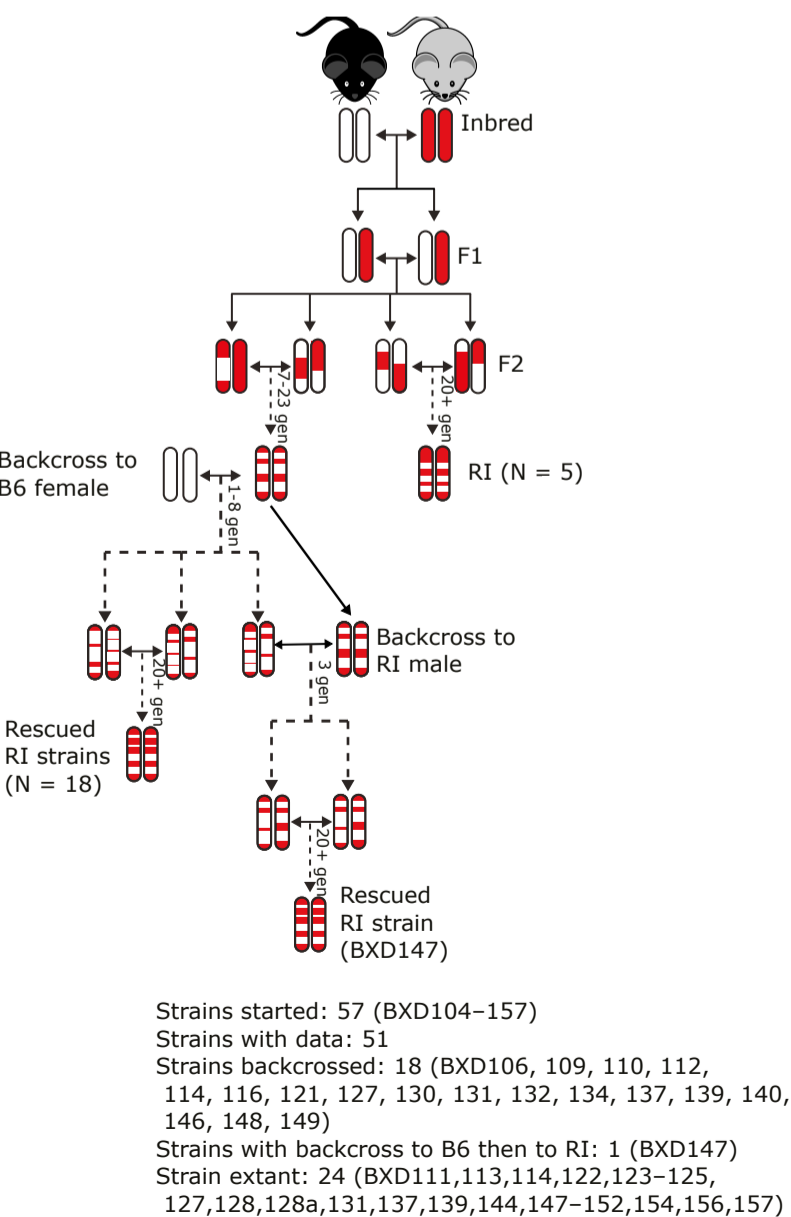 Inbred
F1
F2
7-23 gen
20+ gen
Backcross to
B6 female
RI (N = 5)
1-8 gen
Backcross to
RI male
20+ gen
3 gen
Rescued
RI strains
(N = 18)
20+ gen
Rescued
RI strain
(BXD147)
Strains started: 57 (BXD104–157)
Strains with data: 51
Strains backcrossed: 18 (BXD106, 109, 110, 112,
114, 116, 121, 127, 130, 131, 132, 134, 137, 139, 140,
146, 148, 149)
Strains with backcross to B6 then to RI: 1 (BXD147)
Strain extant: 24 (BXD111,113,114,122,123–125,
127,128,128a,131,137,139,144,147–152,154,156,157)